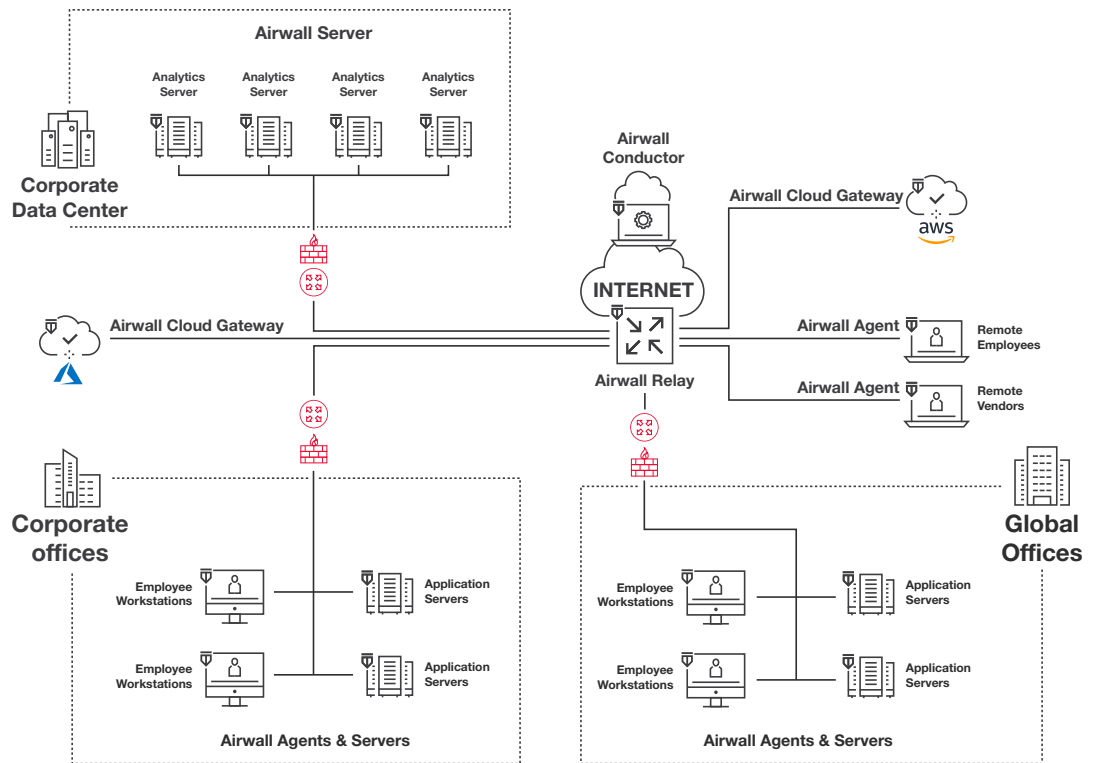 Airwall Server
Analytics
Server
Analytics
Server
Analytics
Server
Analytics
Server
Corporate
Data Center
Airwall
Conductor
Airwall Cloud Gateway
aws
INTERNET
Airwall Cloud Gateway
Airwall Agent
Remote
Employees
Airwall Relay
Airwall Agent
Remote
Vendors
Corporate
offices
Global
Offices
Employee
Workstations
Application
Servers
Employee
Workstations
Application
Servers
Airwall Agents & Servers
Employee
Workstations
Application
Servers
Employee
Workstations
Application
Servers
Airwall Agents & Servers